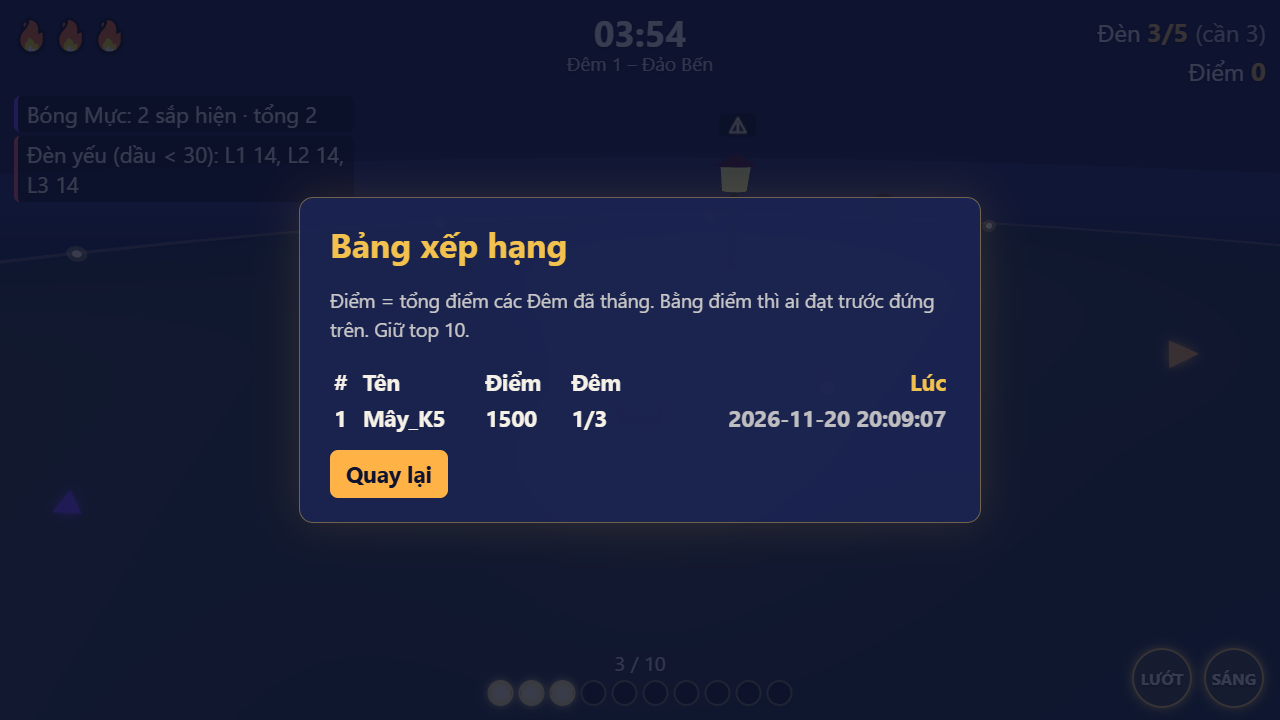 03:54
Đêm 1 – Đảo Bến
Đèn 3/5 (cần 3)
Điểm 0
Bóng Mực: 2 sắp hiện · tổng 2
Đèn yếu (dầu < 30): L1 14, L2 14,
L3 14
Bảng xếp hạng
Điểm = tổng điểm các Đêm đã thắng. Bằng điểm thì ai đạt trước đứng
trên. Giữ top 10.
# Tên Điểm Đêm Lúc
1 Mây_K5 1500 1/3 2026-11-20 20:09:07
Quay lại
3 / 10
LƯỚT SÁNG